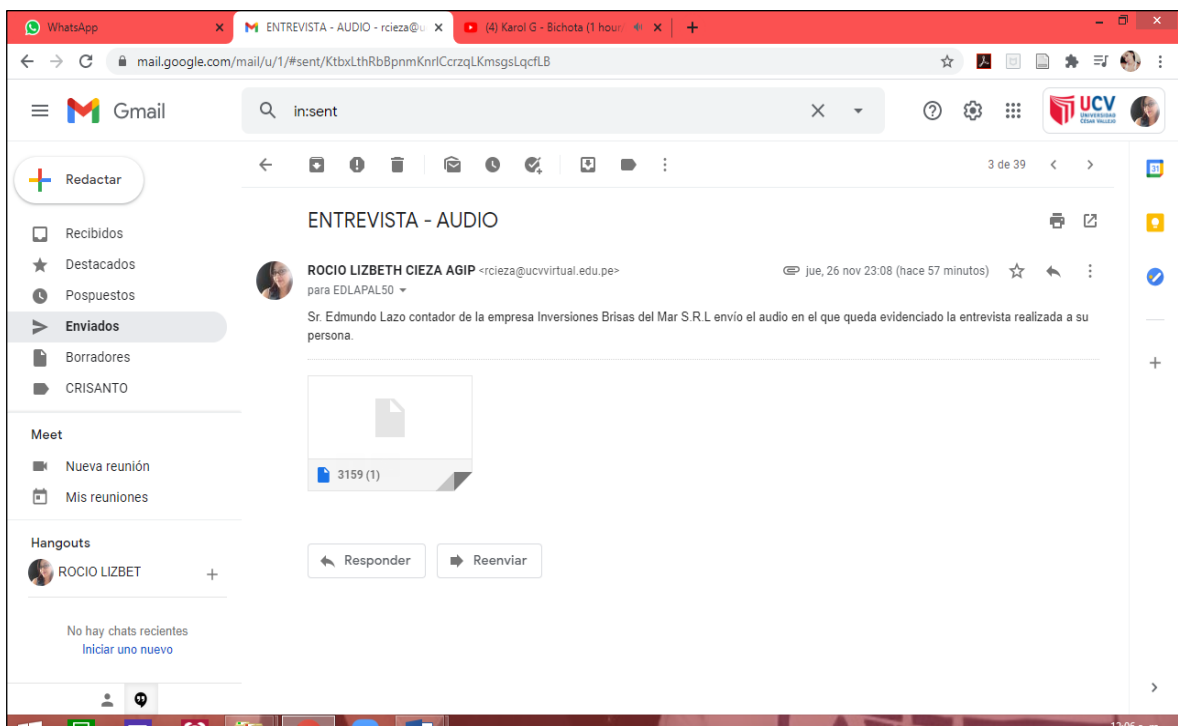 WhatsApp
ENTREVISTA - AUDIO - rcieza@u
(4) Karol G - Bichota (1 hour
mail.google.com/mail/u/1/#sent/KtbxLthRbBpnmKnrlCcrzqLKmsgsLqcfLB
Gmail
in:sent
UCV
UNIVERSIDAD
CÉSAR VALLEJO
Redactar
3 de 39
31
ENTREVISTA - AUDIO
Recibidos
Destacados
Pospuestos
Enviados
Borradores
CRISANTO
ROCIO LIZBETH CIEZA AGIP <rcieza@ucvvirtual.edu.pe>
jue, 26 nov 23:08 (hace 57 minutos)
para EDLAPAL50
Sr. Edmundo Lazo contador de la empresa Inversiones Brisas del Mar S.R.L envío el audio en el que queda evidenciado la entrevista realizada a su
persona.
3159 (1)
Meet
Nueva reunión
Mis reuniones
Responder
Reenviar
Hangouts
ROCIO LIZBET
No hay chats recientes
Iniciar uno nuevo